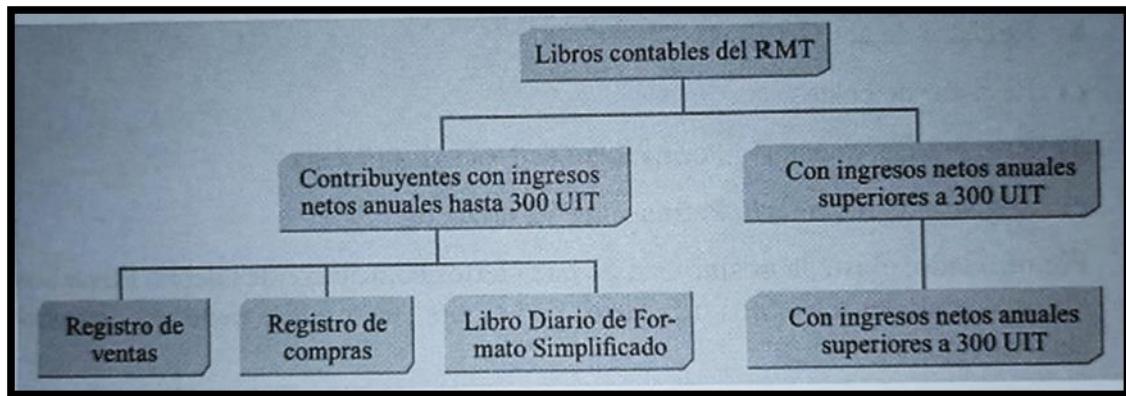 Libros contables del RMT
Contribuyentes con ingresos
netos anuales hasta 300 UIT
Con ingresos netos anuales
superiores a 300 UIT
Registro de
ventas
Registro de
compras
Libro Diario de For-
mato Simplificado
Con ingresos netos anuales
superiores a 300 UIT